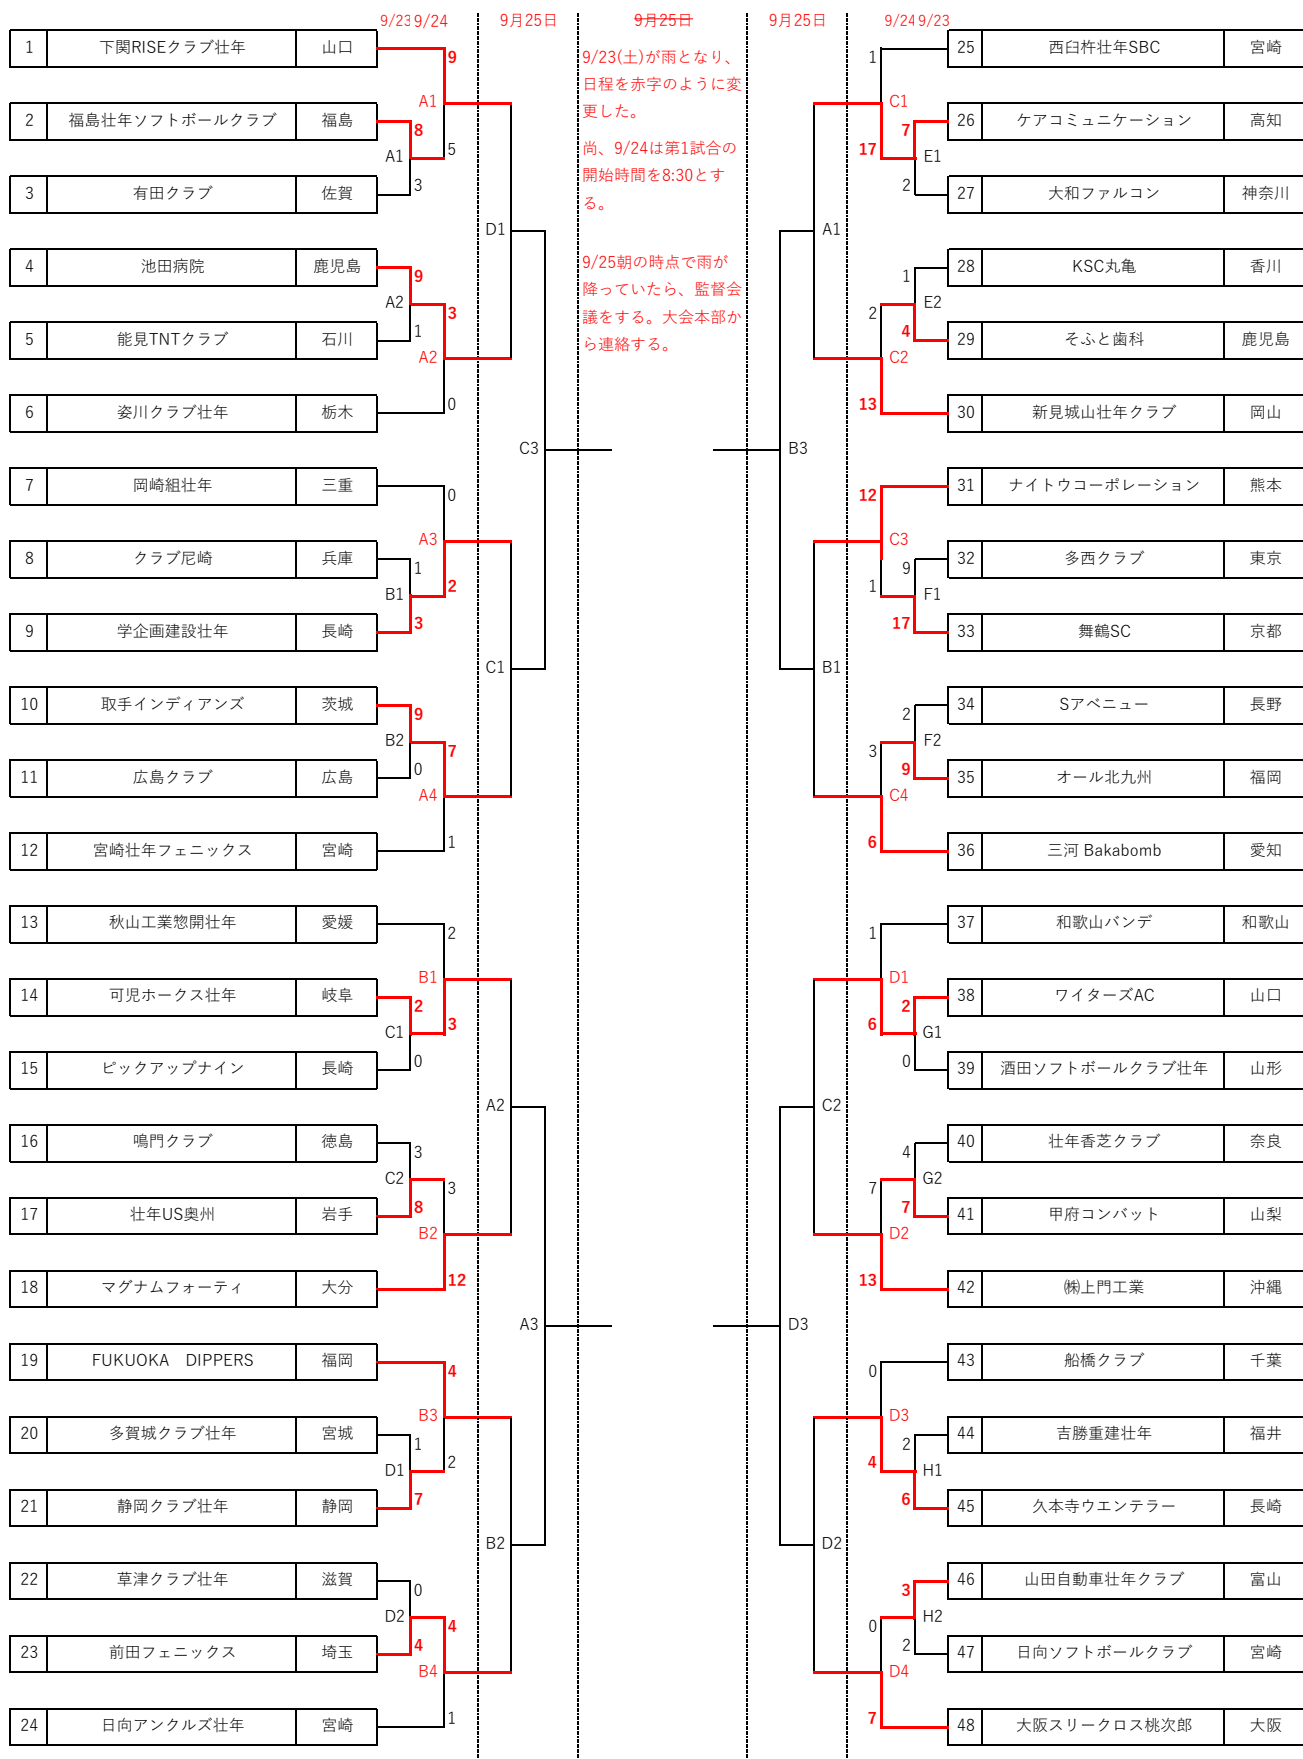 9/23 9/24 9月25日 9月25日 9月25日 9/24 9/23
1 下関RISEクラブ壮年 山口
9
A1
2 福島壮年ソフトボールクラブ 福島
8
A1
5
3 有田クラブ 佐賀
3
D1
4 池田病院 鹿児島
9
A2
3
5 能見TNTクラブ 石川
1
A2
6 姿川クラブ壮年 栃木
0
C3
7 岡崎組壮年 三重
0
A3
8 クラブ尼崎 兵庫
1
B1
2
9 学企画建設壮年 長崎
3
C1
10 取手インディアンズ 茨城
9
B2
7
11 広島クラブ 広島
0
A4
12 宮崎壮年フェニックス 宮崎
1
13 秋山工業惣開壮年 愛媛
2
B1
14 可児ホークス壮年 岐阜
2
C1
3
15 ピックアップナイン 長崎
0
A2
16 鳴門クラブ 徳島
3
C2
3
17 壮年US奥州 岩手
8
B2
18 マグナムフォーティ 大分
12
A3
19 FUKUOKA　DIPPERS 福岡
4
B3
20 多賀城クラブ壮年 宮城
1
D1
2
21 静岡クラブ壮年 静岡
7
B2
22 草津クラブ壮年 滋賀
0
D2
4
23 前田フェニックス 埼玉
4
B4
24 日向アンクルズ壮年 宮崎
1
9/23(土)が雨となり、
日程を赤字のように変
更した。
尚、9/24は第1試合の
開始時間を8:30とす
る。
9/25朝の時点で雨が
降っていたら、監督会
議をする。大会本部か
ら連絡する。
25 西臼杵壮年SBC 宮崎
1
C1
26 ケアコミュニケーション 高知
7
E1
17
27 大和ファルコン 神奈川
2
A1
28 KSC丸亀 香川
1
E2
2
29 そふと歯科 鹿児島
4
C2
30 新見城山壮年クラブ 岡山
13
B3
31 ナイトウコーポレーション 熊本
12
C3
32 多西クラブ 東京
9
F1
1
33 舞鶴SC 京都
17
B1
34 Sアベニュー 長野
2
F2
3
35 オール北九州 福岡
9
C4
36 三河 Bakabomb 愛知
6
37 和歌山バンデ 和歌山
1
D1
38 ワイターズAC 山口
2
G1
6
39 酒田ソフトボールクラブ壮年 山形
0
C2
40 壮年香芝クラブ 奈良
4
G2
7
41 甲府コンバット 山梨
7
D2
42 ㈱上門工業 沖縄
13
D3
43 船橋クラブ 千葉
0
D3
44 吉勝重建壮年 福井
2
H1
4
45 久本寺ウエンテラー 長崎
6
D2
46 山田自動車壮年クラブ 富山
3
H2
0
47 日向ソフトボールクラブ 宮崎
2
D4
48 大阪スリークロス桃次郎 大阪
7